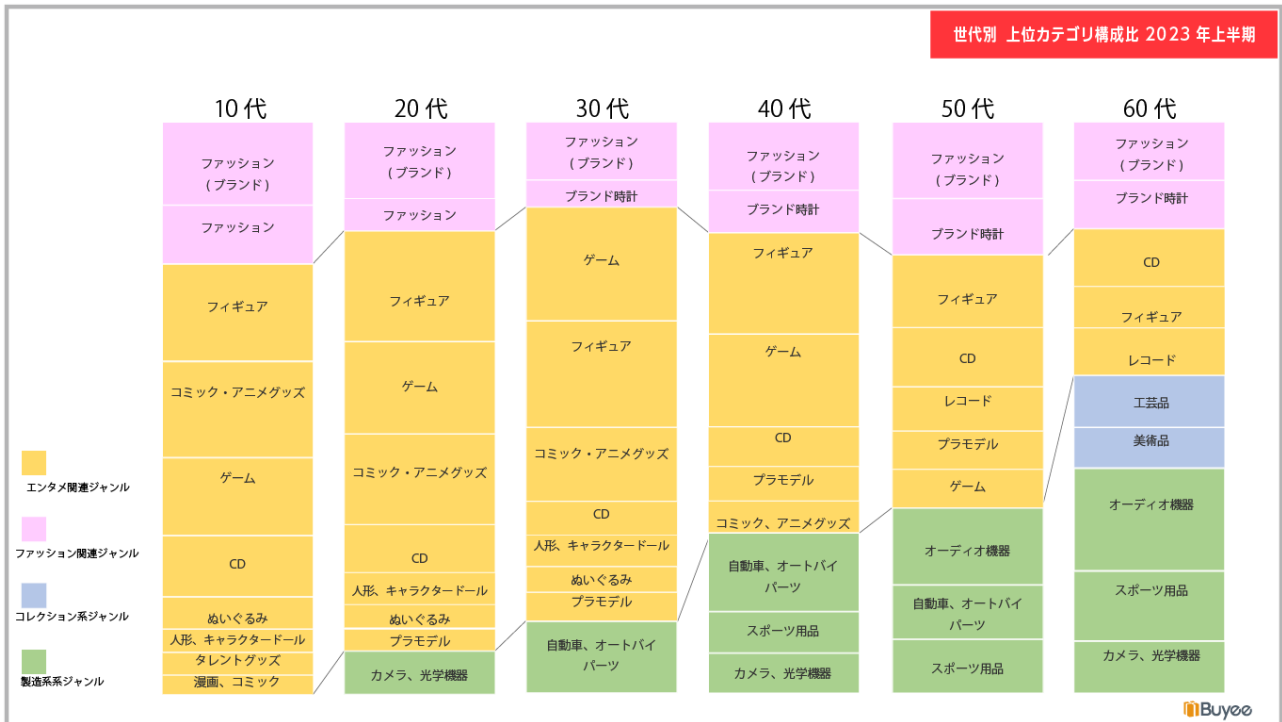 世代別 上位カテゴリ構成比 2023 年上半期
10 代
ファッション
(ブランド)
ファッション
フィギュア
コミック・アニメグッズ
ゲーム
CD
ぬいぐるみ
人形、キャラクタードール
タレントグッズ
漫画、コミック
20 代
ファッション
(ブランド)
ファッション
フィギュア
ゲーム
コミック・アニメグッズ
CD
人形、キャラクタードール
ぬいぐるみ
プラモデル
カメラ、光学機器
30 代
ファッション
(ブランド)
ブランド時計
ゲーム
フィギュア
コミック・アニメグッズ
CD
人形、キャラクタードール
ぬいぐるみ
プラモデル
自動車、オートバイ
パーツ
40 代
ファッション
(ブランド)
ブランド時計
フィギュア
ゲーム
CD
プラモデル
コミック、アニメグッズ
自動車、オートバイ
パーツ
スポーツ用品
カメラ、光学機器
50 代
ファッション
(ブランド)
ブランド時計
フィギュア
CD
レコード
プラモデル
ゲーム
オーディオ機器
自動車、オートバイ
パーツ
スポーツ用品
60 代
ファッション
(ブランド)
ブランド時計
CD
フィギュア
レコード
工芸品
美術品
オーディオ機器
スポーツ用品
カメラ、光学機器
エンタメ関連ジャンル
ファッション関連ジャンル
コレクション系ジャンル
製造系系ジャンル
Buyee